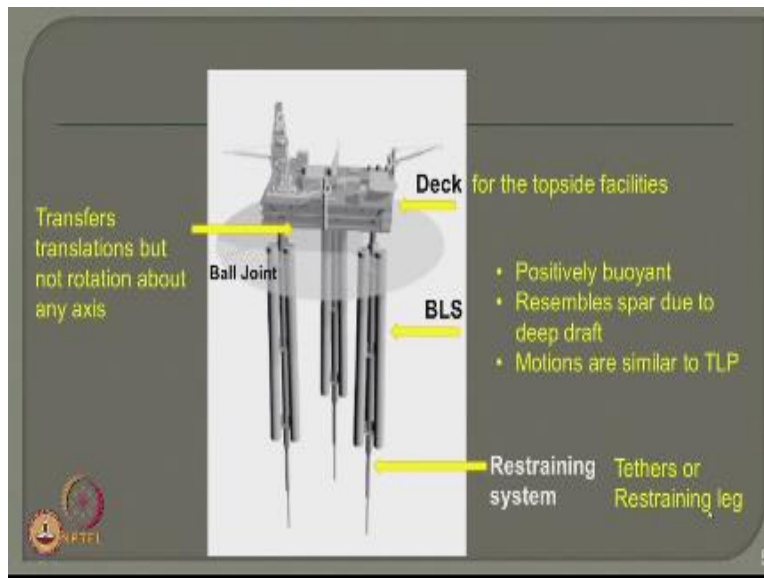 Deck for the topside facilities
Transfers
translations but
not rotation about
any axis
Ball Joint
BLS
• Positively buoyant
• Resembles spar due to
deep draft
• Motions are similar to TLP
Restraining
system
Tethers or
Restraining leg
NPTEL